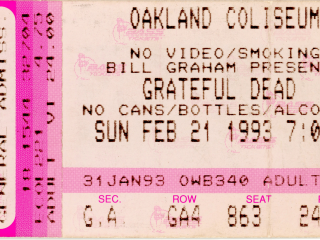 OAKLAND COLISEUM
NO VIDEO/SMOKING
BILL GRAHAM PRESEN
GRATEFUL DEAD
NO CANS/BOTTLES/ALCO
SUN FEB 21 1993 7:0
31JAN93 OWB340 ADULT
SEC. ROW SEAT
G.A. GA4 863 24